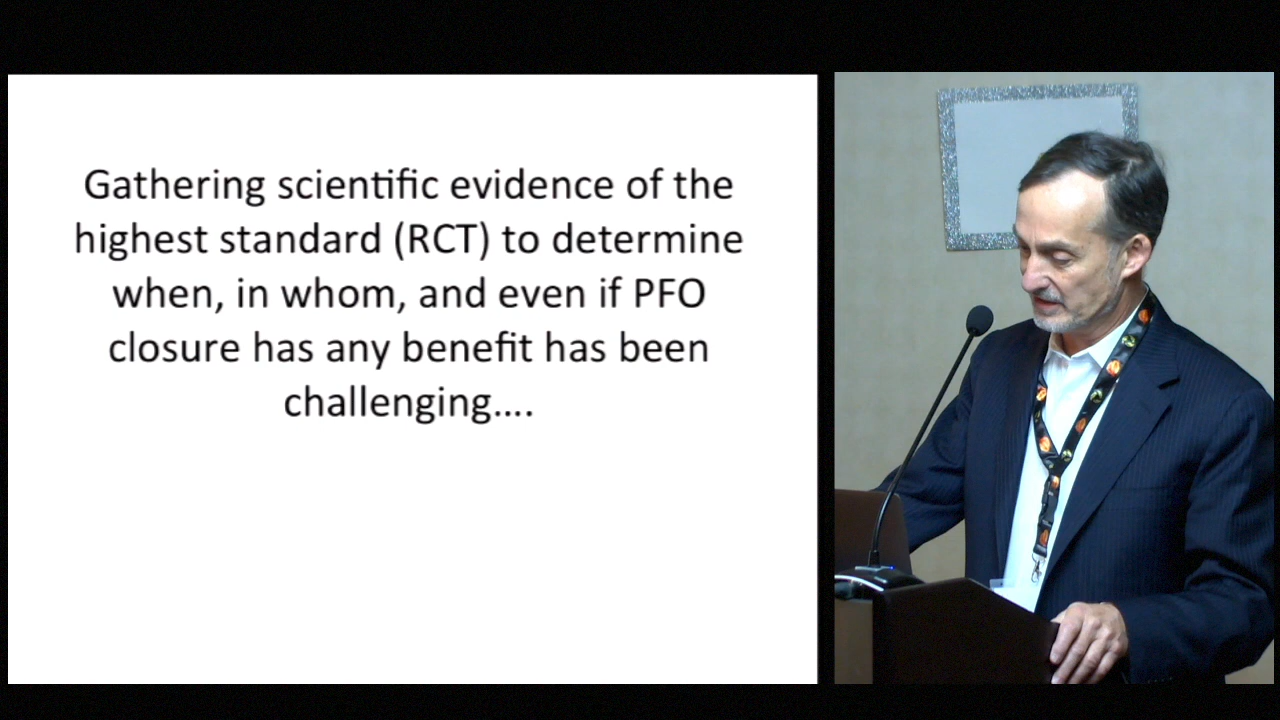 Gathering scientific evidence of the
highest standard (RCT) to determine
when, in whom, and even if PFO
closure has any benefit has been
challenging....